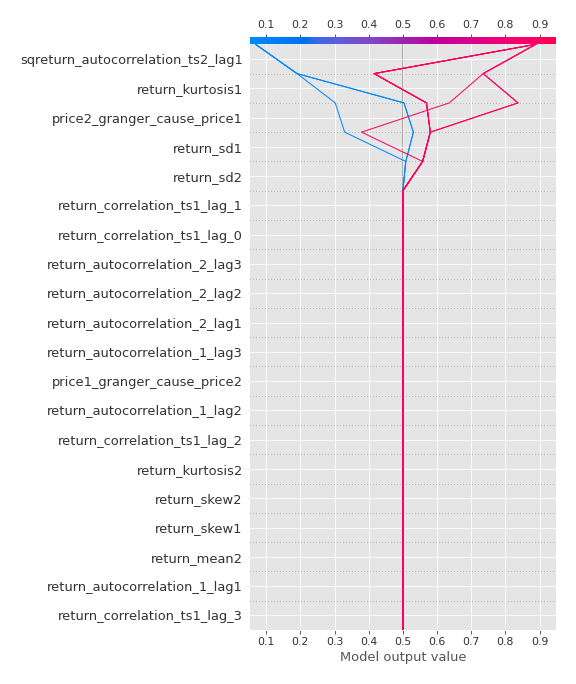 0.1 0.2 0.3 0.4 0.5 0.6 0.7 0.8 0.9
sqreturn_autocorrelation_ts2_lag1
return_kurtosis1
price2_granger_cause_price1
return_sd1
return_sd2
return_correlation_ts1_lag_1
return_correlation_ts1_lag_0
return_autocorrelation_2_lag3
return_autocorrelation_2_lag2
return_autocorrelation_2_lag1
return_autocorrelation_1_lag3
price1_granger_cause_price2
return_autocorrelation_1_lag2
return_correlation_ts1_lag_2
return_kurtosis2
return_skew2
return_skew1
return_mean2
return_autocorrelation_1_lag1
return_correlation_ts1_lag_3
0.1 0.2 0.3 0.4 0.5 0.6 0.7 0.8 0.9
Model output value